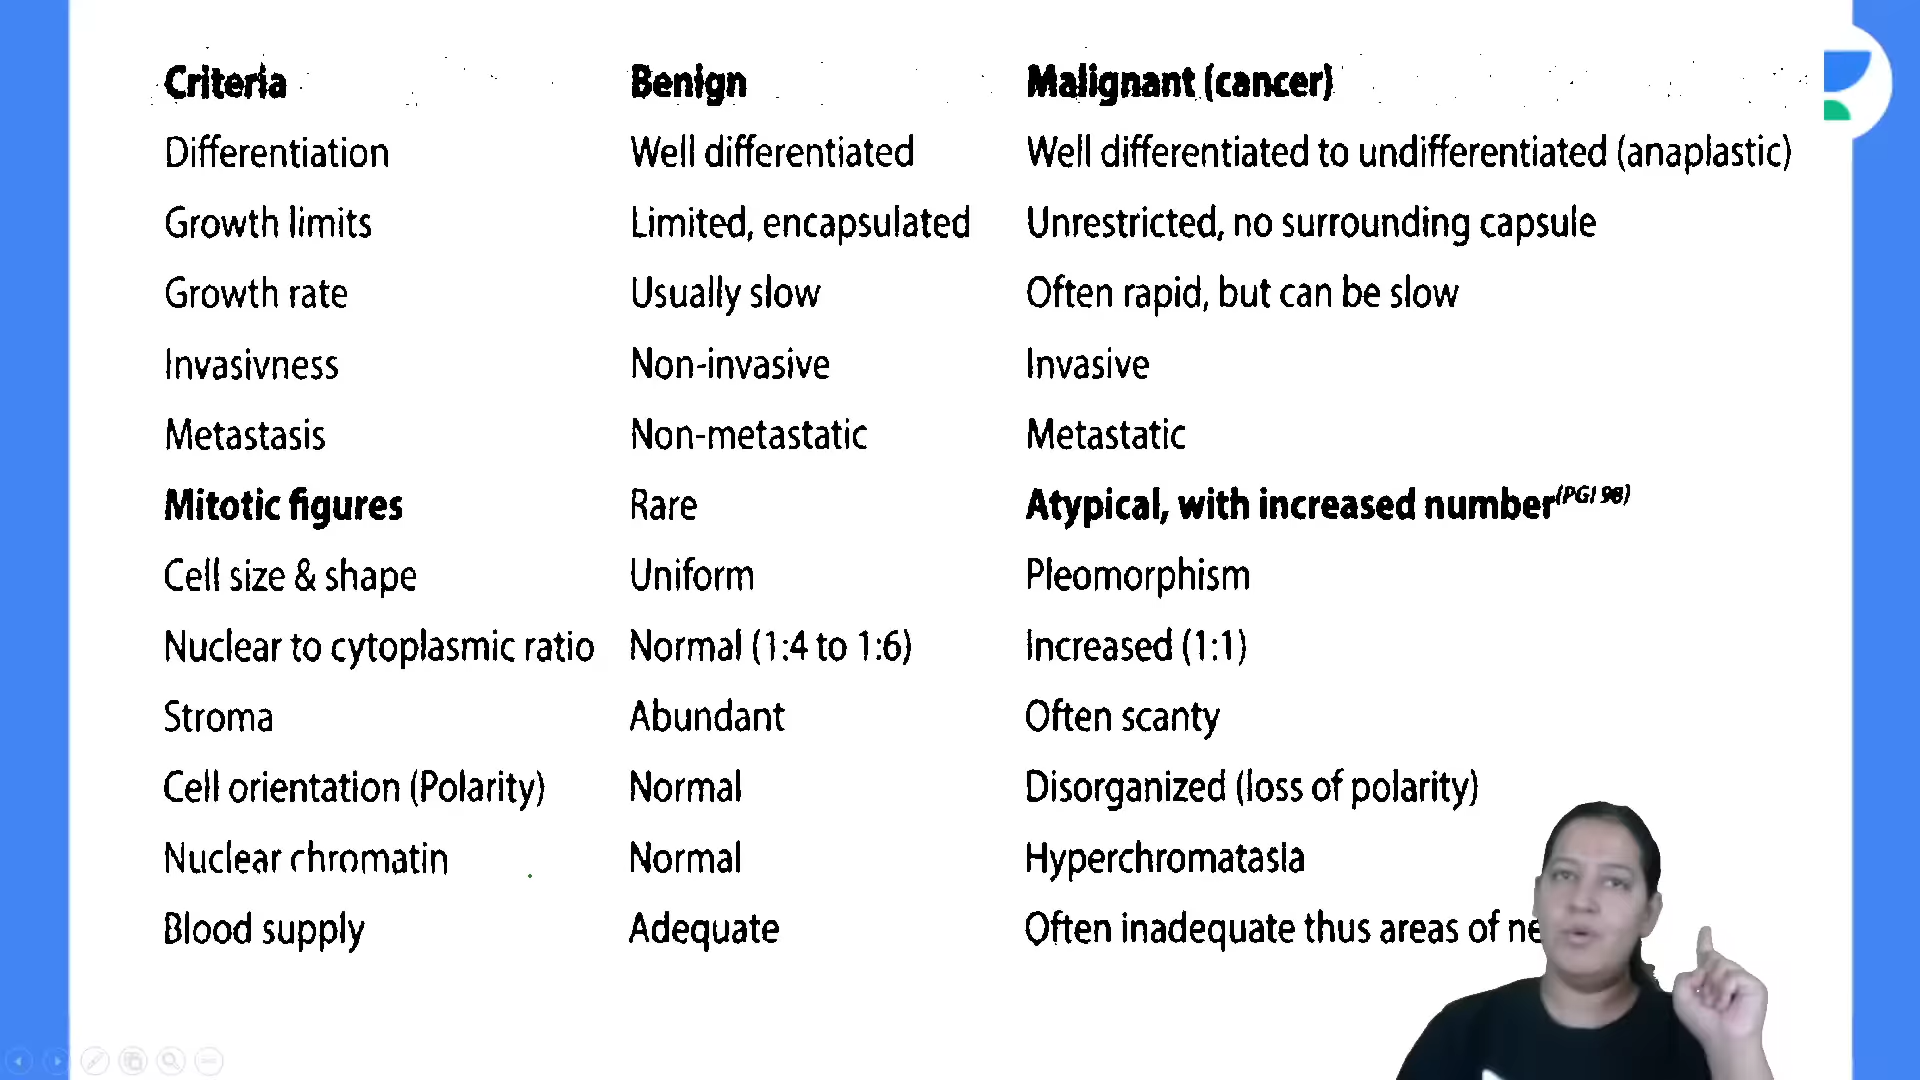 Criteria Benign Malignant (cancer)
Differentiation Well differentiated Well differentiated to undifferentiated (anaplastic)
Growth limits Limited, encapsulated Unrestricted, no surrounding capsule
Growth rate Usually slow Often rapid, but can be slow
Invasivness Non-invasive Invasive
Metastasis Non-metastatic Metastatic
Mitotic figures Rare Atypical, with increased number(PGI 98)
Cell size & shape Uniform Pleomorphism
Nuclear to cytoplasmic ratio Normal (1:4 to 1:6) Increased (1:1)
Stroma Abundant Often scanty
Cell orientation (Polarity) Normal Disorganized (loss of polarity)
Nuclear chromatin Normal Hyperchromatasia
Blood supply Adequate Often inadequate thus areas of